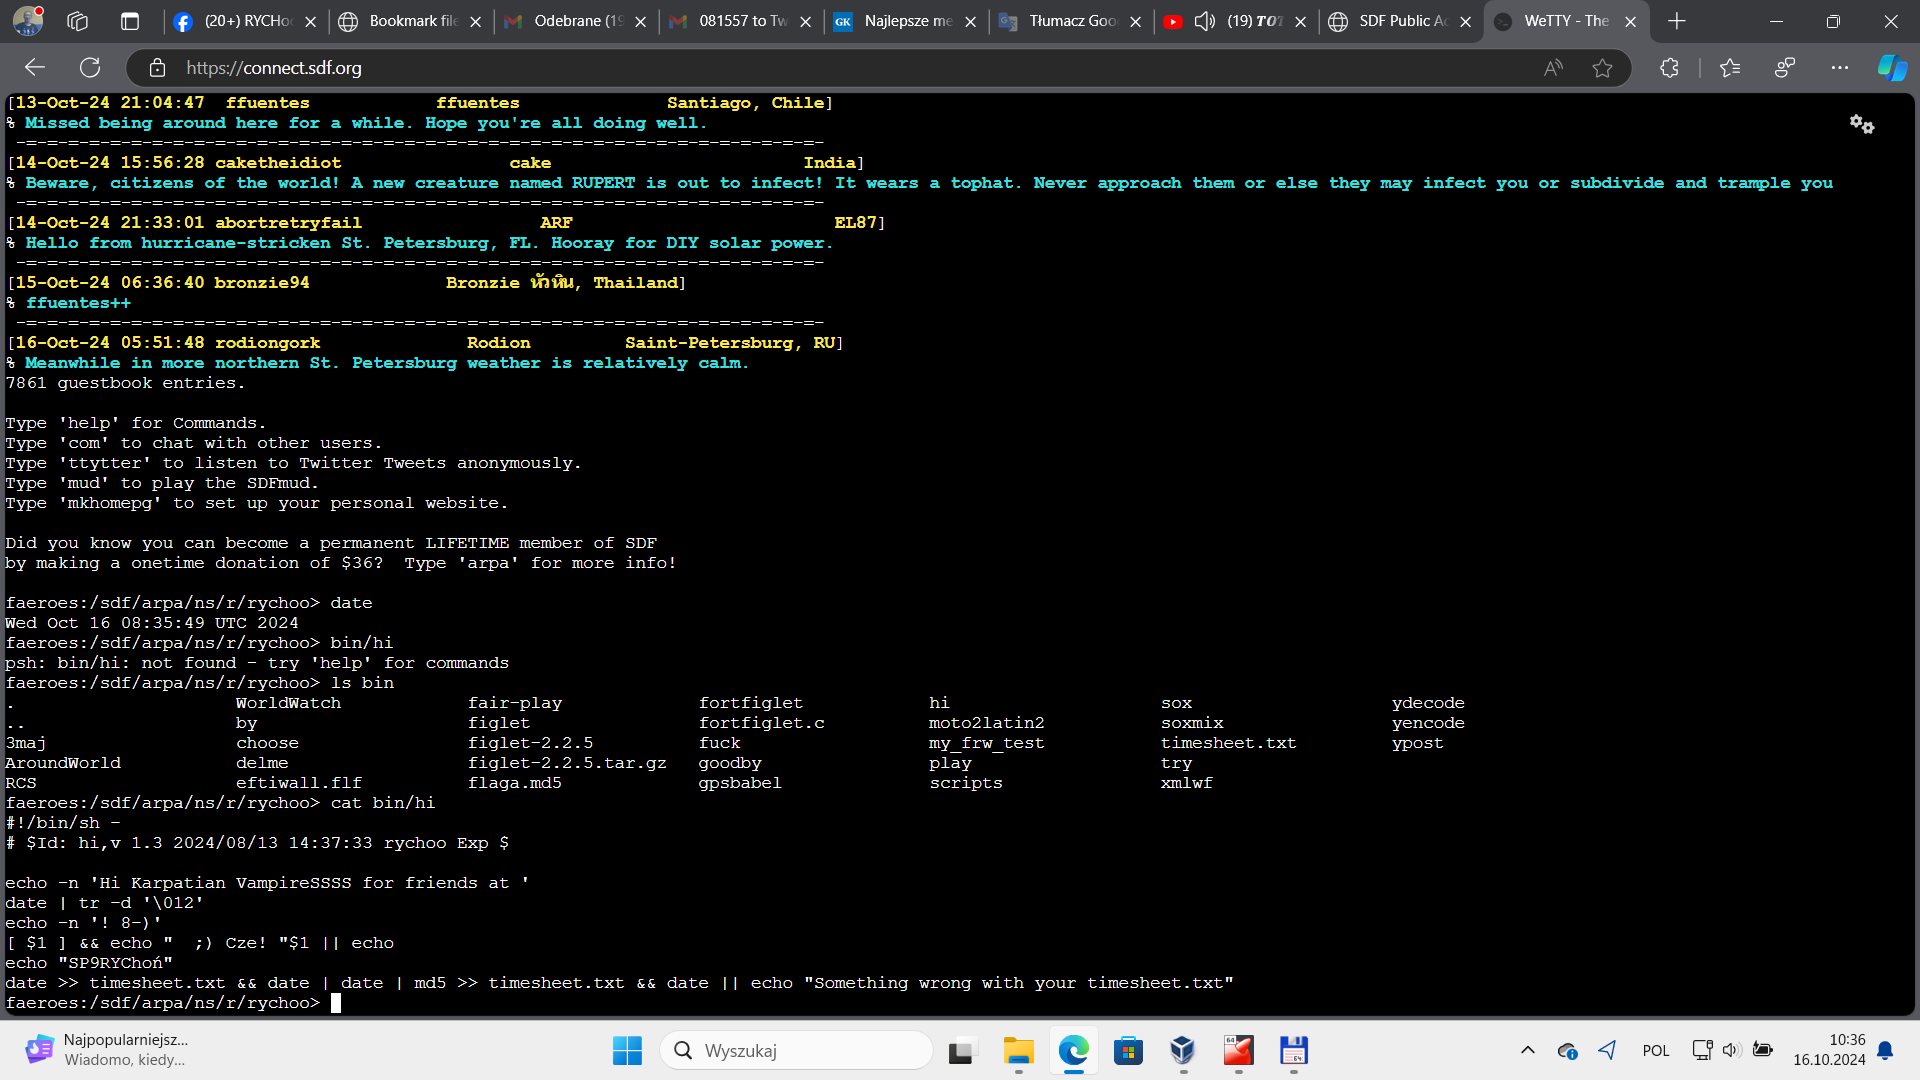 (20+) RYCHo
Bookmark file
Odebrane (19
081557 to Tw
GK
Najlepsze me
Tłumacz Goo
(19) TOT
SDF Public Ac
WeTTY - The
https://connect.sdf.org
[13-Oct-24 21:04:47 ffuentes ffuentes Santiago, Chile]
% Missed being around here for a while. Hope you're all doing well.
-=-=-=-=-=-=-=-=-=-=-=-=-=-=-=-=-=-=-=-=-=-=-=-=-=-=-=-=-=-=-=-=-=-=-=-=-=-=-
[14-Oct-24 15:56:28 caketheidiot cake India]
% Beware, citizens of the world! A new creature named RUPERT is out to infect! It wears a tophat. Never approach them or else they may infect you or subdivide and trample you
-=-=-=-=-=-=-=-=-=-=-=-=-=-=-=-=-=-=-=-=-=-=-=-=-=-=-=-=-=-=-=-=-=-=-=-=-=-=-
[14-Oct-24 21:33:01 abortretryfail ARF EL87]
% Hello from hurricane-stricken St. Petersburg, FL. Hooray for DIY solar power.
-=-=-=-=-=-=-=-=-=-=-=-=-=-=-=-=-=-=-=-=-=-=-=-=-=-=-=-=-=-=-=-=-=-=-=-=-=-=-
[15-Oct-24 06:36:40 bronzie94 Bronzie หัวหิน, Thailand]
% ffuentes++
-=-=-=-=-=-=-=-=-=-=-=-=-=-=-=-=-=-=-=-=-=-=-=-=-=-=-=-=-=-=-=-=-=-=-=-=-=-=-
[16-Oct-24 05:51:48 rodiongork Rodion Saint-Petersburg, RU]
% Meanwhile in more northern St. Petersburg weather is relatively calm.
7861 guestbook entries.
Type 'help' for Commands.
Type 'com' to chat with other users.
Type 'ttytter' to listen to Twitter Tweets anonymously.
Type 'mud' to play the SDFmud.
Type 'mkhomepg' to set up your personal website.
Did you know you can become a permanent LIFETIME member of SDF
by making a onetime donation of $36? Type 'arpa' for more info!
faeroes:/sdf/arpa/ns/r/rychoo> date
Wed Oct 16 08:35:49 UTC 2024
faeroes:/sdf/arpa/ns/r/rychoo> bin/hi
psh: bin/hi: not found - try 'help' for commands
faeroes:/sdf/arpa/ns/r/rychoo> ls bin
. WorldWatch fair-play fortfiglet hi sox ydecode
.. by figlet fortfiglet.c moto2latin2 soxmix yencode
3maj choose figlet-2.2.5 fuck my_frw_test timesheet.txt ypost
AroundWorld delme figlet-2.2.5.tar.gz goodby play try
RCS eftiwall.flf flaga.md5 gpsbabel scripts xmlwf
faeroes:/sdf/arpa/ns/r/rychoo> cat bin/hi
#!/bin/sh -
# $Id: hi,v 1.3 2024/08/13 14:37:33 rychoo Exp $
echo -n 'Hi Karpatian VampireSSSS for friends at '
date | tr -d '\012'
echo -n '! 8-)'
[ $1 ] && echo "  ;) Cze! "$1 || echo
echo "SP9RYChoń"
date >> timesheet.txt && date | date | md5 >> timesheet.txt && date || echo "Something wrong with your timesheet.txt"
faeroes:/sdf/arpa/ns/r/rychoo>
Najpopularniejsz...
Wiadomo, kiedy...
Wyszukaj
64
64
POL
10:36
16.10.2024